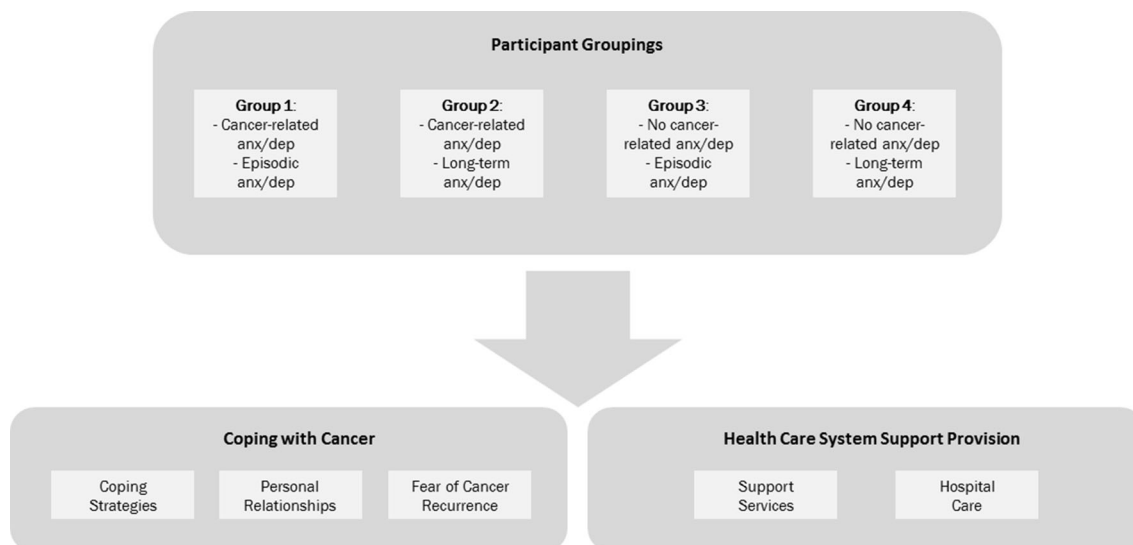 Participant Groupings
Group 1:
- Cancer-related
anx/dep
- Episodic
anx/dep
Group 2:
- Cancer-related
anx/dep
- Long-term
anx/dep
Group 3:
- No cancer-
related anx/dep
- Episodic
anx/dep
Group 4:
- No cancer-
related anx/dep
- Long-term
anx/dep
Coping with Cancer
Coping
Strategies
Personal
Relationships
Fear of Cancer
Recurrence
Health Care System Support Provision
Support
Services
Hospital
Care